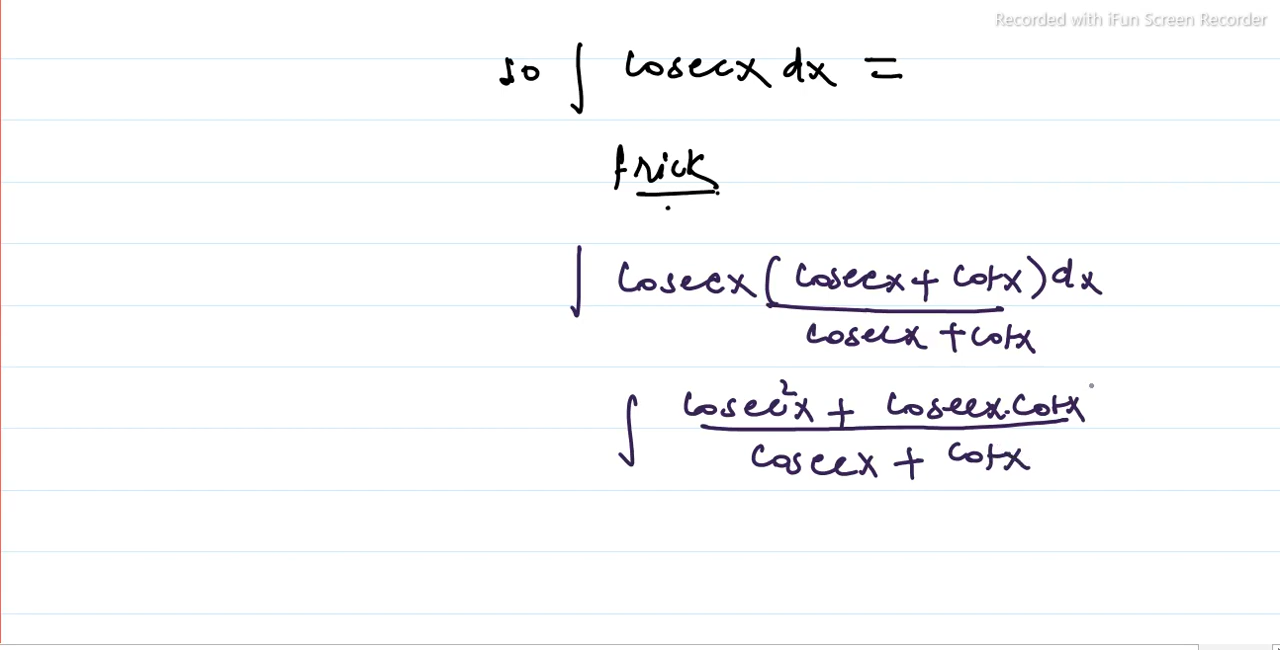 Recorded with iFun Screen Recorder
so ∫ cosecx dx =
trick
∫ cosecx (cosecx + cotx) dx
cosecx + cotx
∫ cosec²x + cosecx.cotx
cosecx + cotx